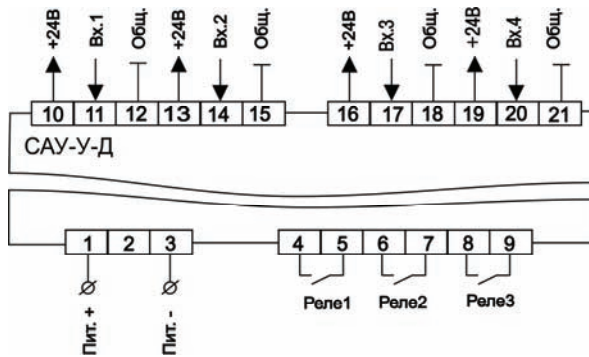 +24В Вх.1 Общ. +24В Вх.2 Общ. +24В Вх.3 Общ. +24В Вх.4 Общ.
10 11 12 13 14 15 16 17 18 19 20 21
САУ-У-Д
1 2 3 4 5 6 7 8 9
Реле1 Реле2 Реле3
Пит. + Пит. -